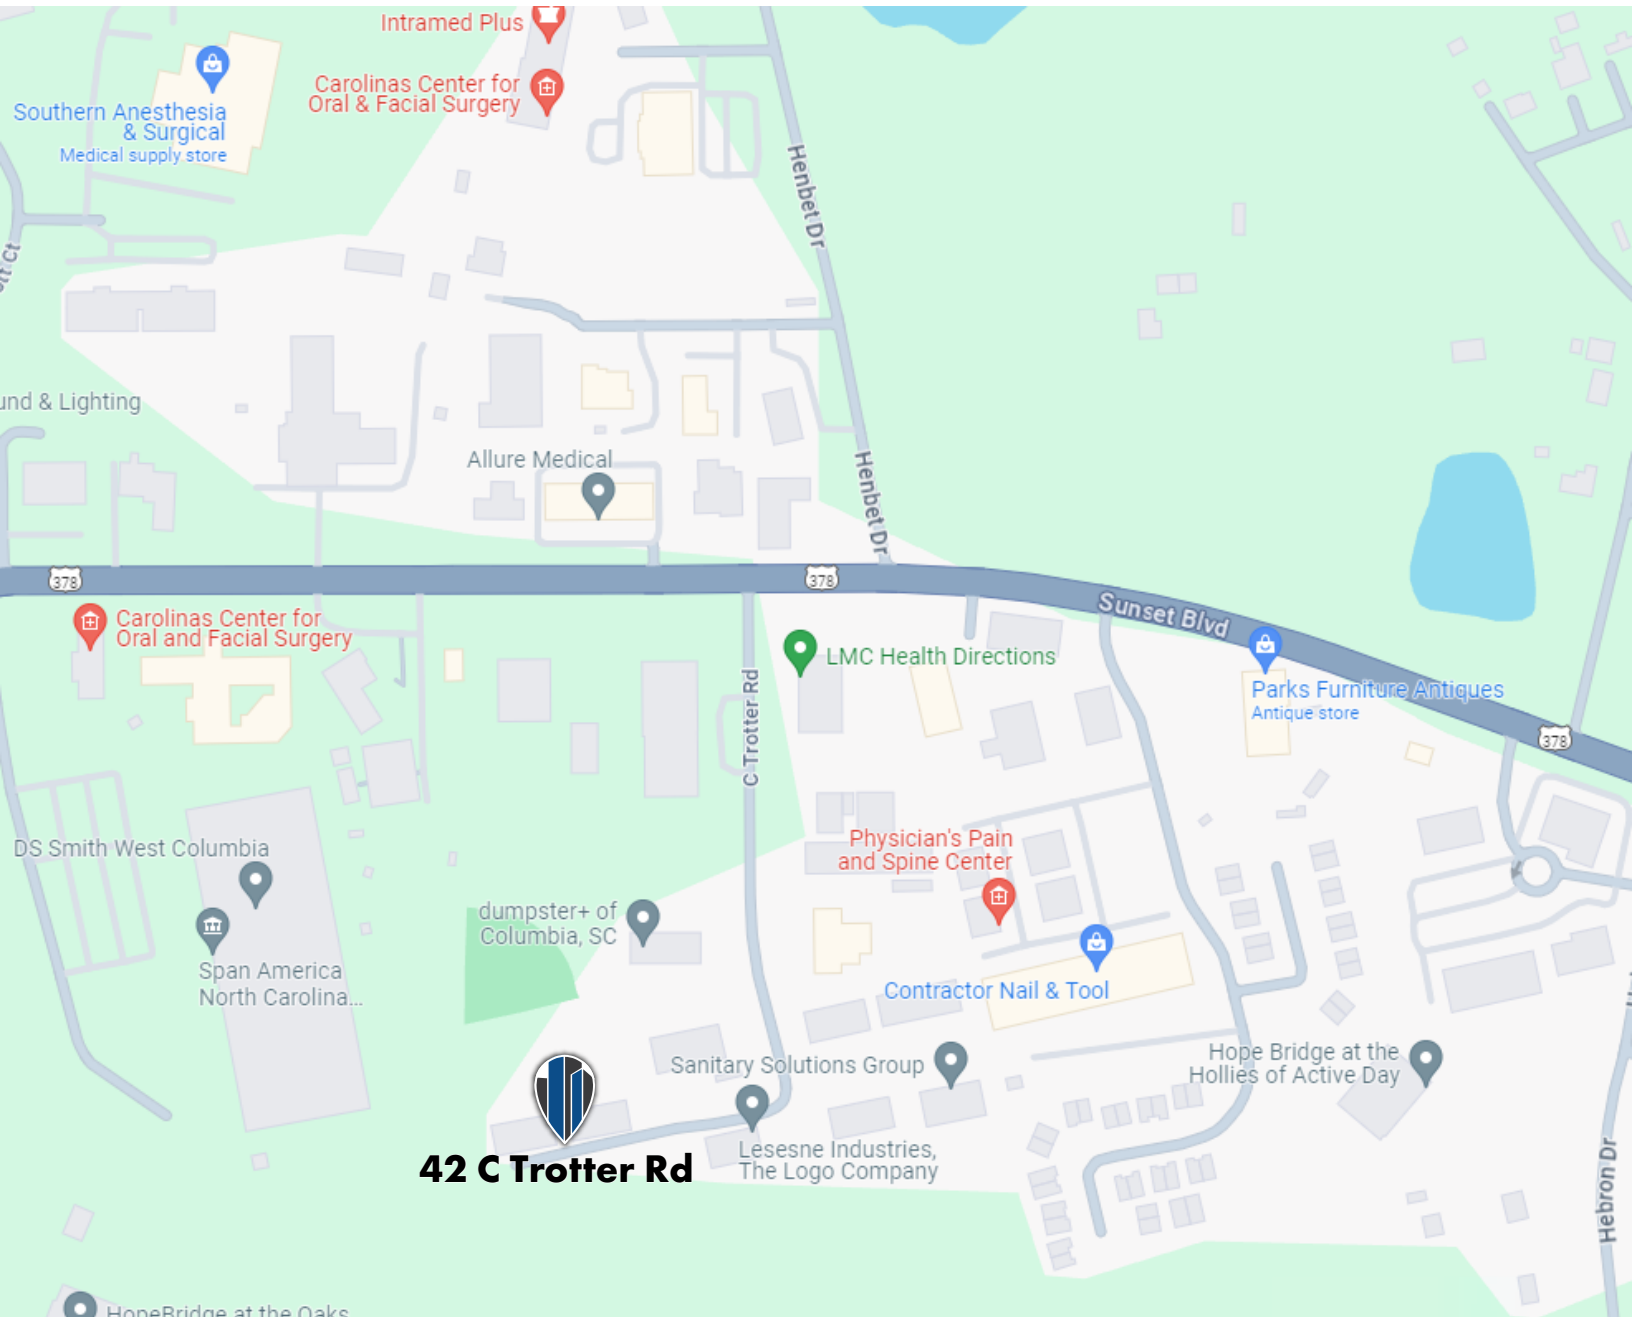 Intramed Plus
Carolinas Center for
Oral & Facial Surgery
Southern Anesthesia
& Surgical
Medical supply store
Henbet Dr
Ct
& Lighting
Allure Medical
Henbet Dr
378
378
Sunset Blvd
Carolinas Center for
Oral and Facial Surgery
LMC Health Directions
C Trotter Rd
Parks Furniture Antiques
Antique store
378
DS Smith West Columbia
Physician's Pain
and Spine Center
dumpster+ of
Columbia, SC
Span America
North Carolina...
Contractor Nail & Tool
Sanitary Solutions Group
Hope Bridge at the
Hollies of Active Day
Lesesne Industries,
The Logo Company
42 C Trotter Rd
Hebron Dr
HopeBridge at the Oaks